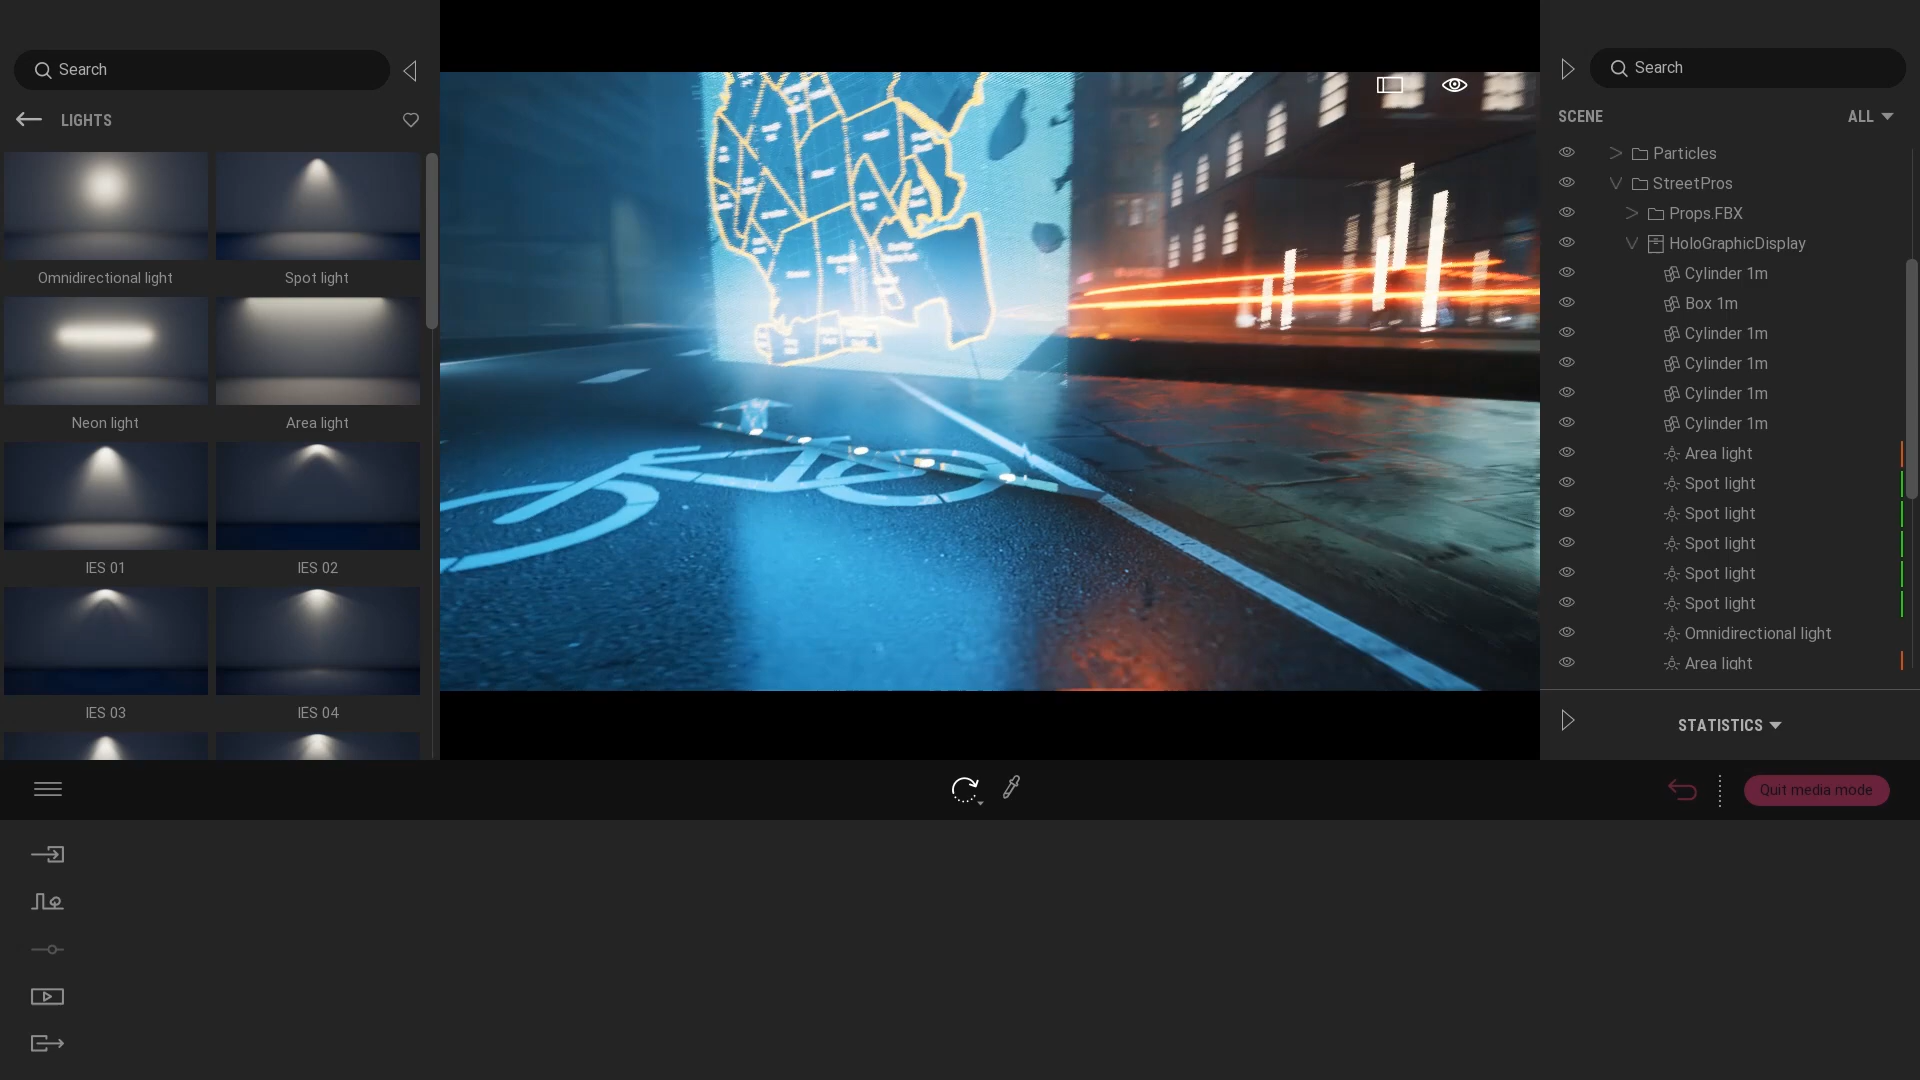 Search
LIGHTS
Omnidirectional light
Spot light
Neon light
Area light
IES 01
IES 02
IES 03
IES 04
Search
SCENE
ALL
Particles
StreetPros
Props.FBX
HoloGraphicDisplay
Cylinder 1m
Box 1m
Cylinder 1m
Cylinder 1m
Cylinder 1m
Cylinder 1m
Area light
Spot light
Spot light
Spot light
Spot light
Spot light
Omnidirectional light
Area light
STATISTICS
Quit media mode